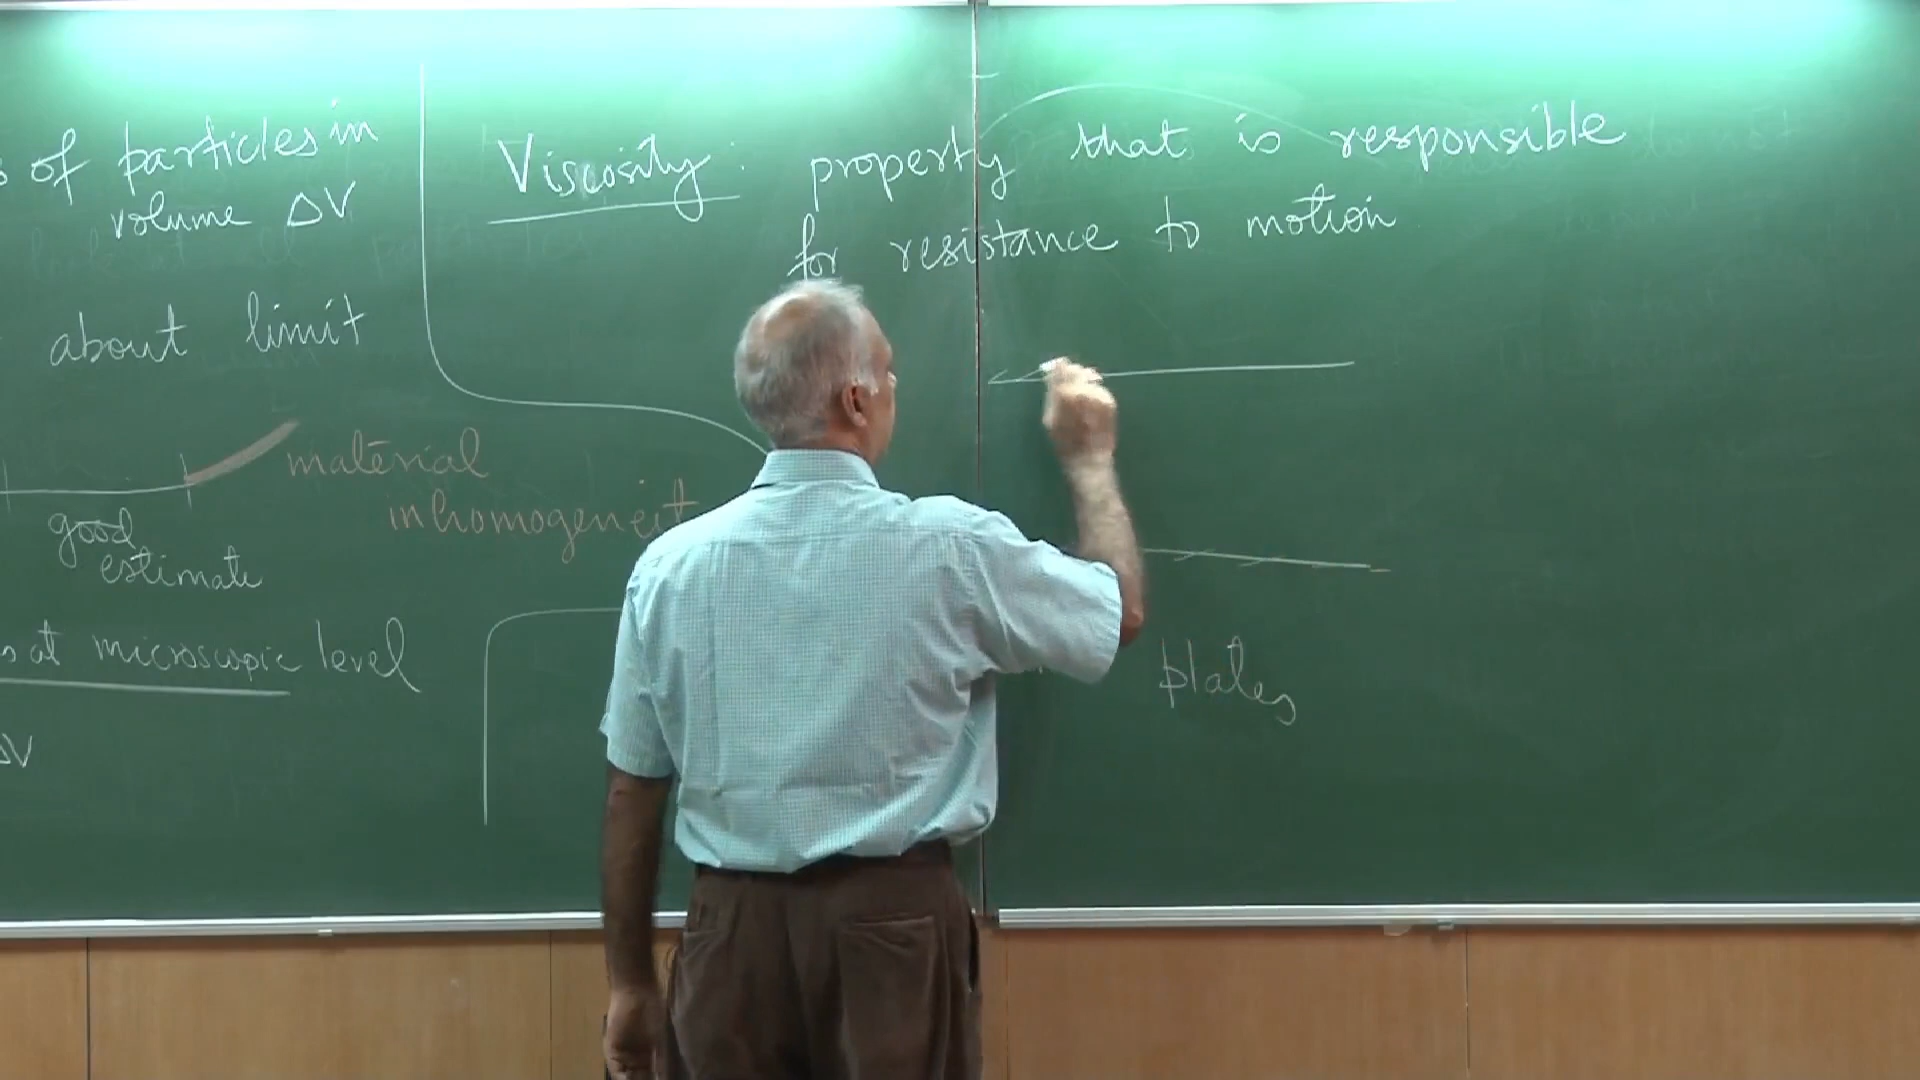 of particles in
volume ΔV
about limit
material
inhomogeneit
good
estimate
at microscopic level
ΔV
Viscosity: property that is responsible
for resistance to motion
plates